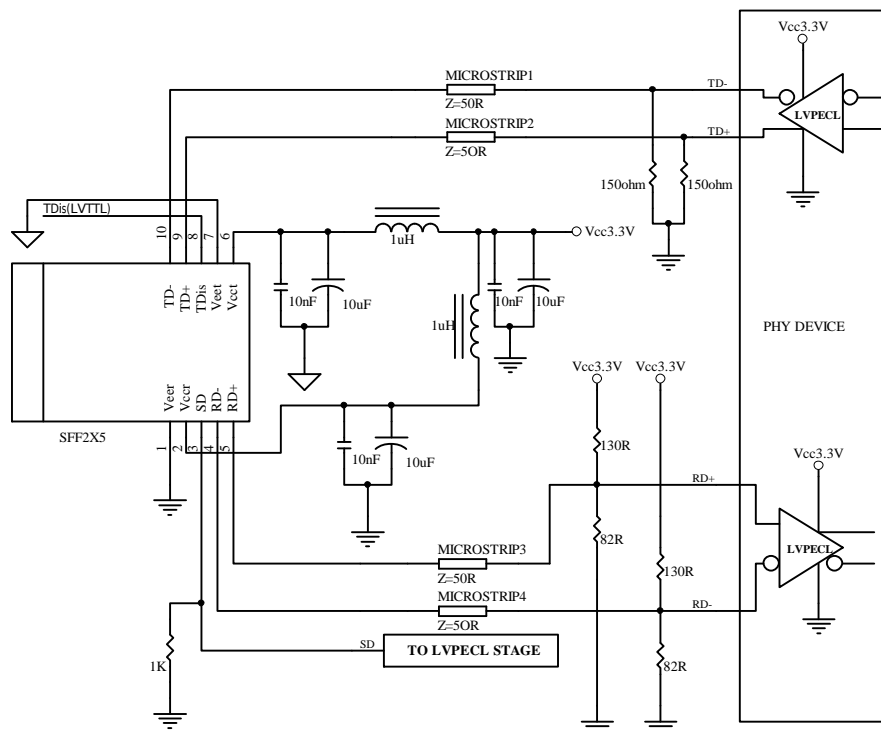 Vcc3.3V
MICROSTRIP1
TD-
Z=50R
LVPECL
MICROSTRIP2
TD+
Z=5OR
150ohm
150ohm
TDis(LVTTL)
10
9
8
7
6
1uH
Vcc3.3V
10nF
10uF
10nF
10uF
TD-
TD+
TDis
Veet
Vcct
1uH
PHY DEVICE
Vcc3.3V
Vcc3.3V
Veer
Vccr
SD
RD-
RD+
SFF2X5
1
2
3
4
5
10nF
10uF
130R
Vcc3.3V
RD+
82R
LVPECL
MICROSTRIP3
Z=50R
130R
MICROSTRIP4
RD-
Z=5OR
1K
SD
TO LVPECL STAGE
82R